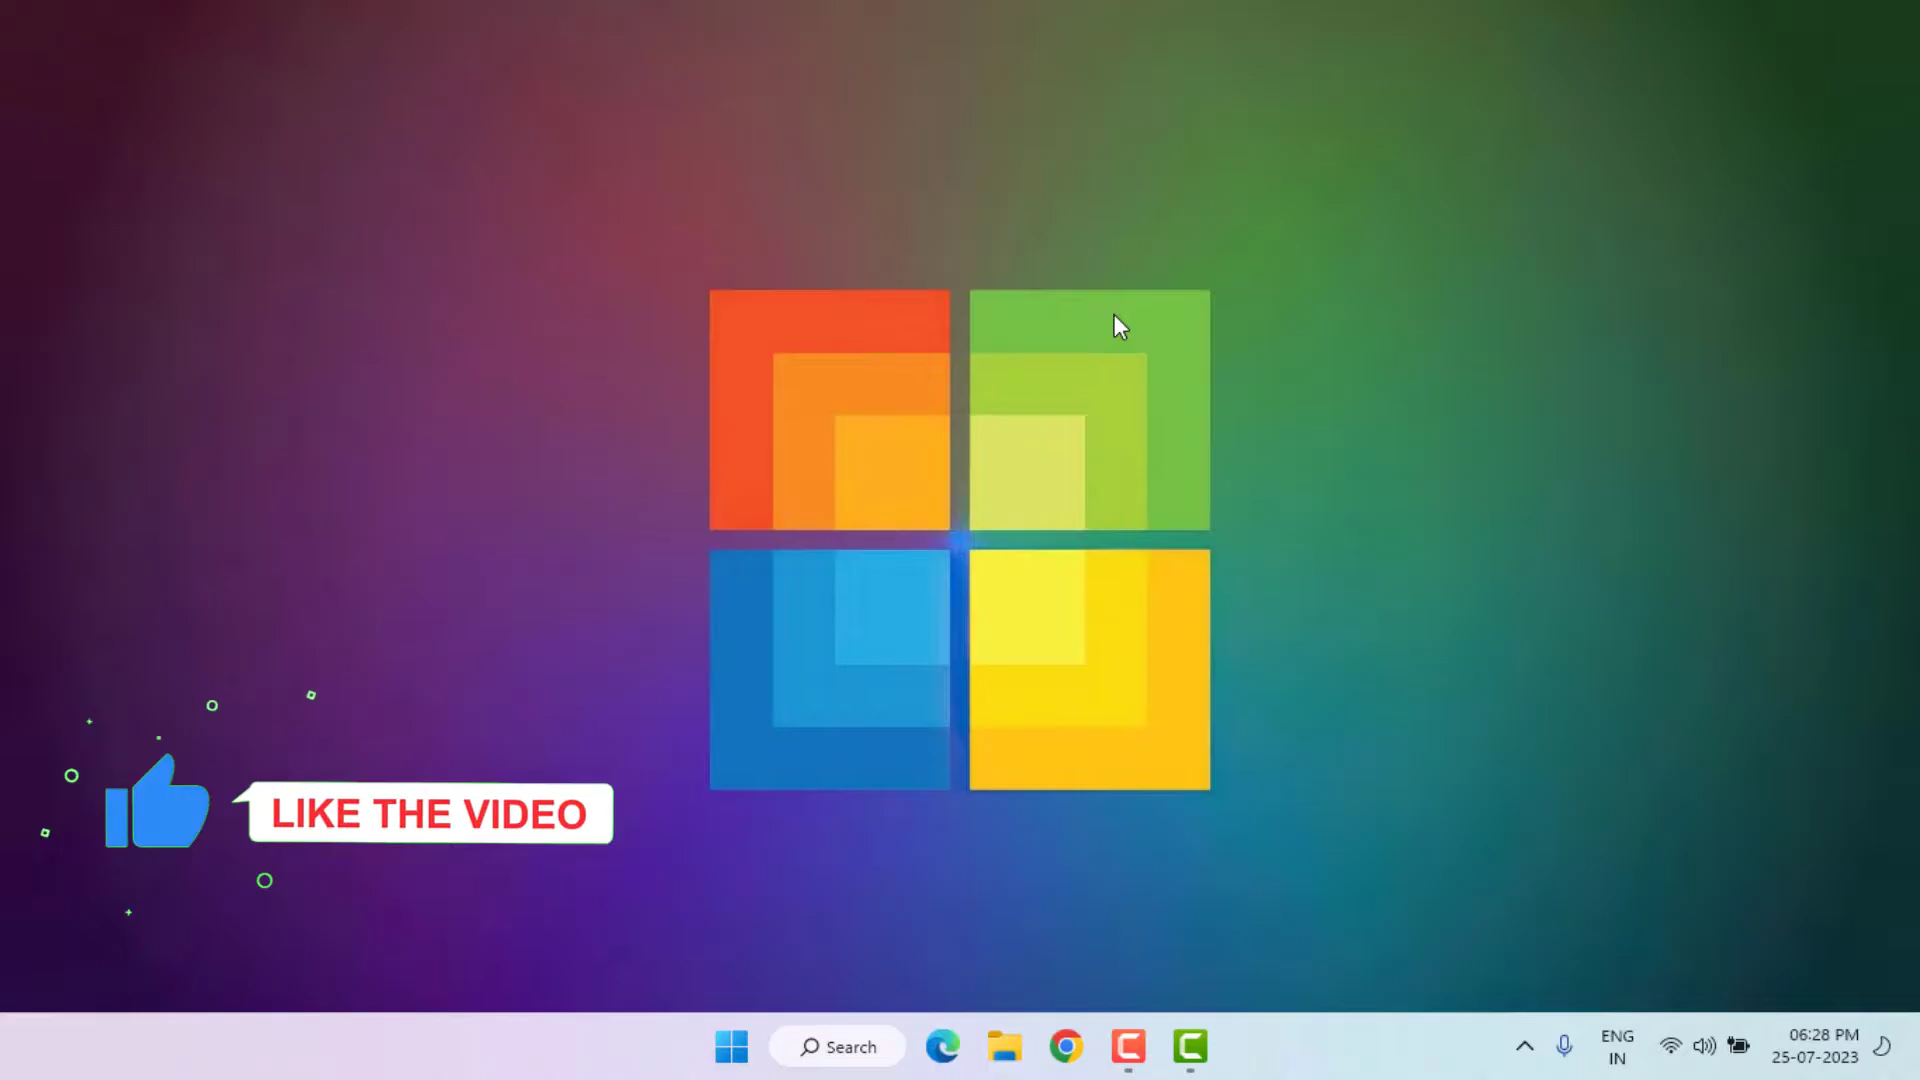 LIKE THE VIDEO
Search
ENG
IN
06:28 PM
25-07-2023